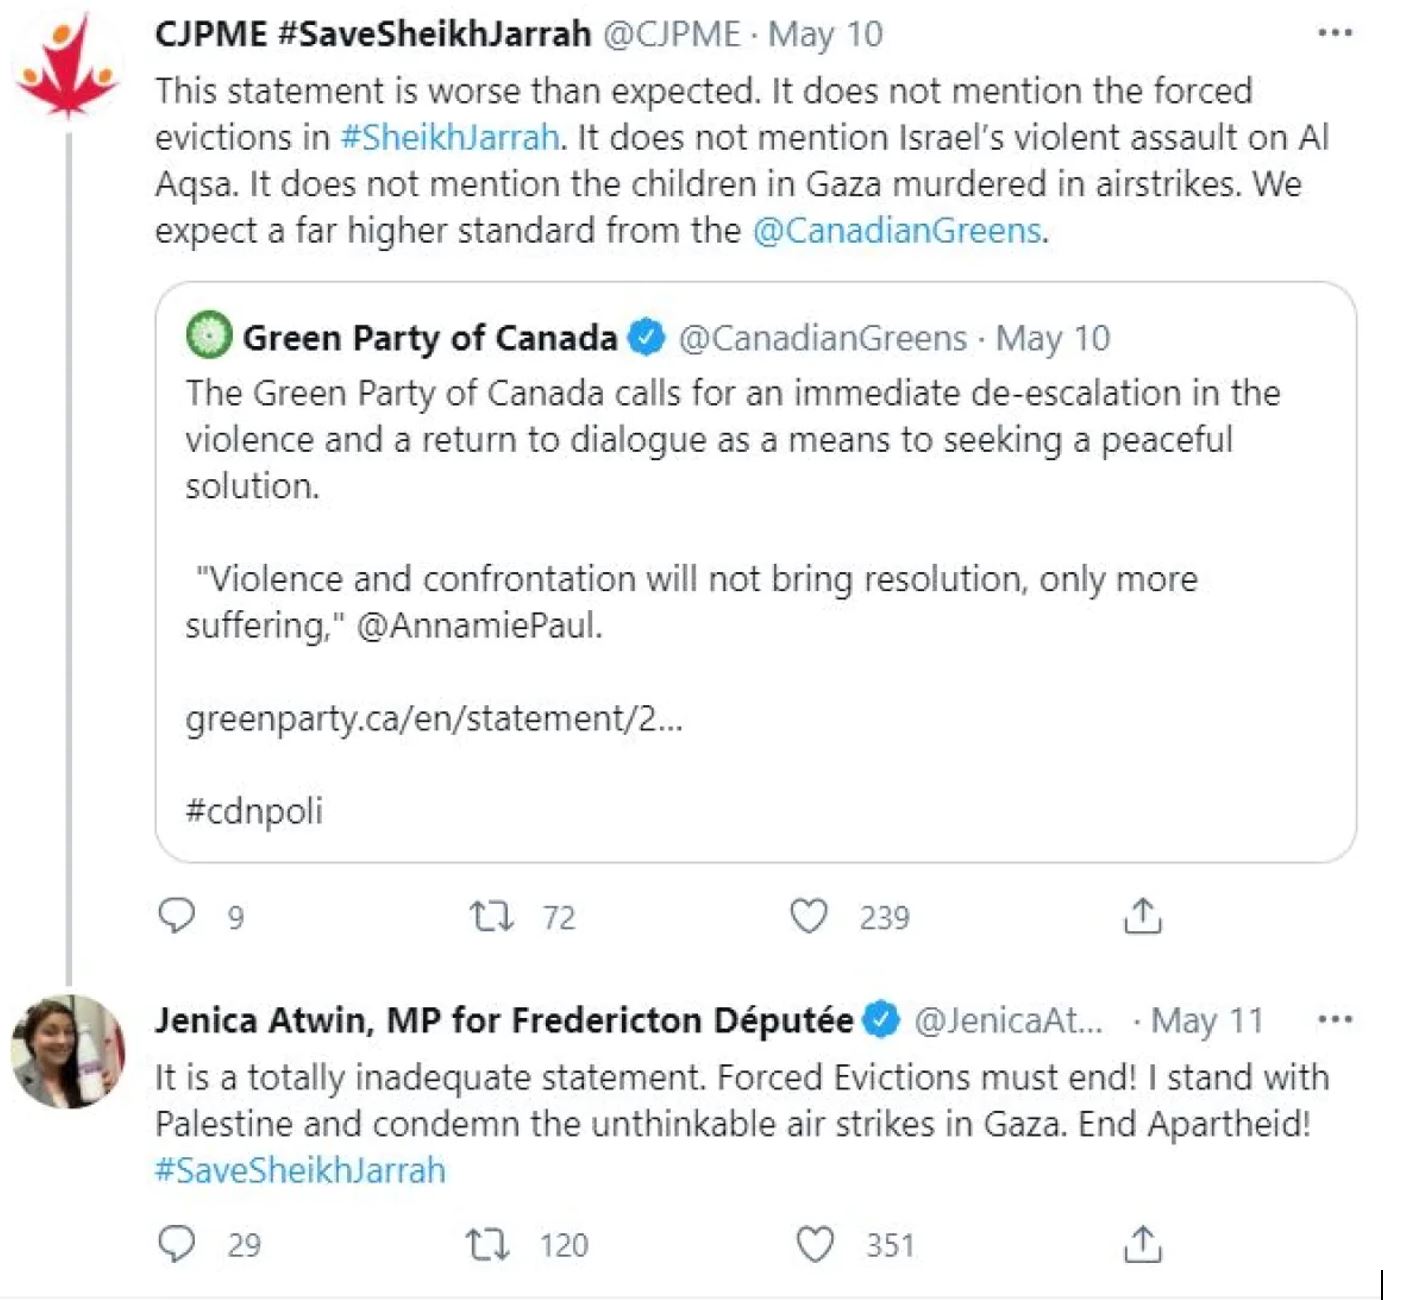 CJPME #SaveSheikhJarrah @CJPME · May 10
This statement is worse than expected. It does not mention the forced
evictions in #SheikhJarrah. It does not mention Israel's violent assault on Al
Aqsa. It does not mention the children in Gaza murdered in airstrikes. We
expect a far higher standard from the @CanadianGreens.
Green Party of Canada @CanadianGreens · May 10
The Green Party of Canada calls for an immediate de-escalation in the
violence and a return to dialogue as a means to seeking a peaceful
solution.
"Violence and confrontation will not bring resolution, only more
suffering," @AnnamiePaul.
greenparty.ca/en/statement/2...
#cdnpoli
9 72 239
Jenica Atwin, MP for Fredericton Députée @JenicaAt... · May 11
It is a totally inadequate statement. Forced Evictions must end! I stand with
Palestine and condemn the unthinkable air strikes in Gaza. End Apartheid!
#SaveSheikhJarrah
29 120 351